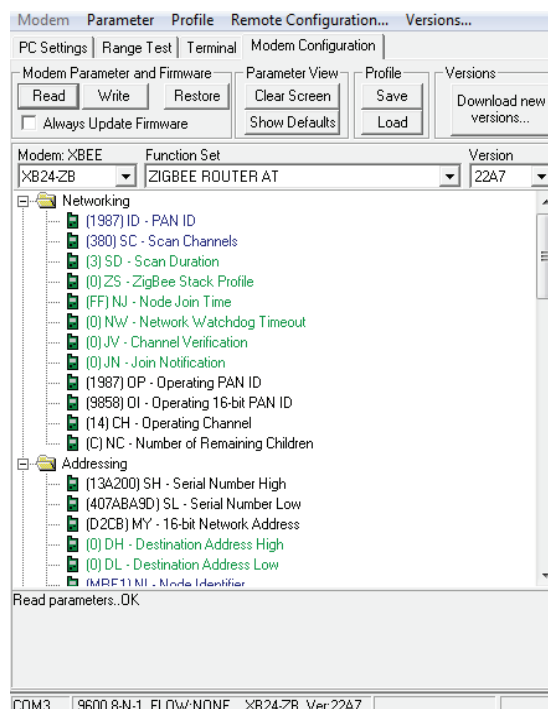 Modem Parameter Profile Remote Configuration... Versions...
PC Settings Range Test Terminal Modem Configuration
Modem Parameter and Firmware Parameter View Profile Versions
Read Write Restore Clear Screen Save Download new versions...
Always Update Firmware Show Defaults Load
Modem: XBEE Function Set Version
XB24-ZB ZIGBEE ROUTER AT 22A7
Networking
(1987) ID - PAN ID
(380) SC - Scan Channels
(3) SD - Scan Duration
(0) ZS - ZigBee Stack Profile
(FF) NJ - Node Join Time
(0) NW - Network Watchdog Timeout
(0) JV - Channel Verification
(0) JN - Join Notification
(1987) OP - Operating PAN ID
(9858) OI - Operating 16-bit PAN ID
(14) CH - Operating Channel
(C) NC - Number of Remaining Children
Addressing
(13A200) SH - Serial Number High
(407ABA9D) SL - Serial Number Low
(D2CB) MY - 16-bit Network Address
(0) DH - Destination Address High
(0) DL - Destination Address Low
NI - Node Identifier
Read parameters..OK
COM3 9600 8-N-1 FLOW:NONE XB24-ZB Ver:22A7